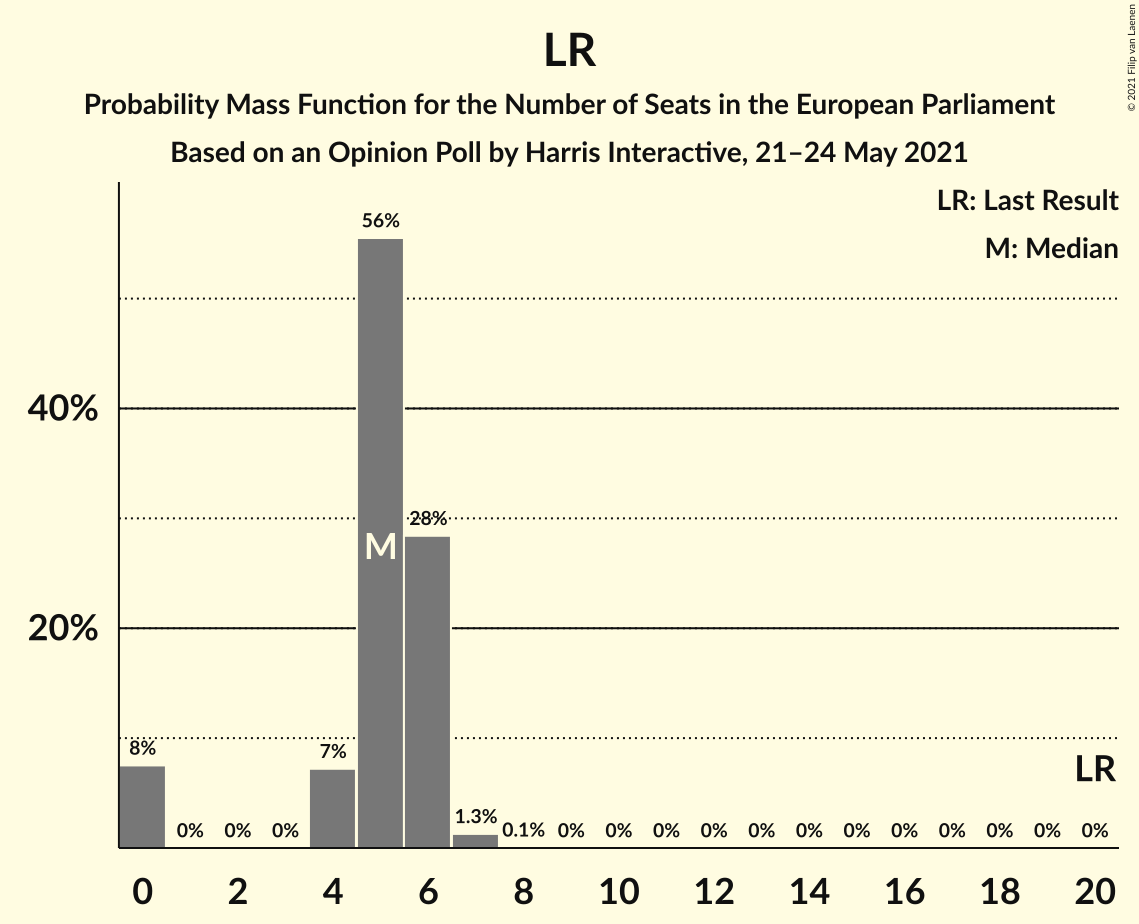 LR
Probability Mass Function for the Number of Seats in the European Parliament
Based on an Opinion Poll by Harris Interactive, 21–24 May 2021
© 2021 Filip van Laenen
LR: Last Result
M: Median
56%
40%
28%
M
20%
8%
7%
LR
1.3%
0% 0% 0% 0.1% 0% 0% 0% 0% 0% 0% 0% 0% 0% 0% 0% 0%
0 2 4 6 8 10 12 14 16 18 20